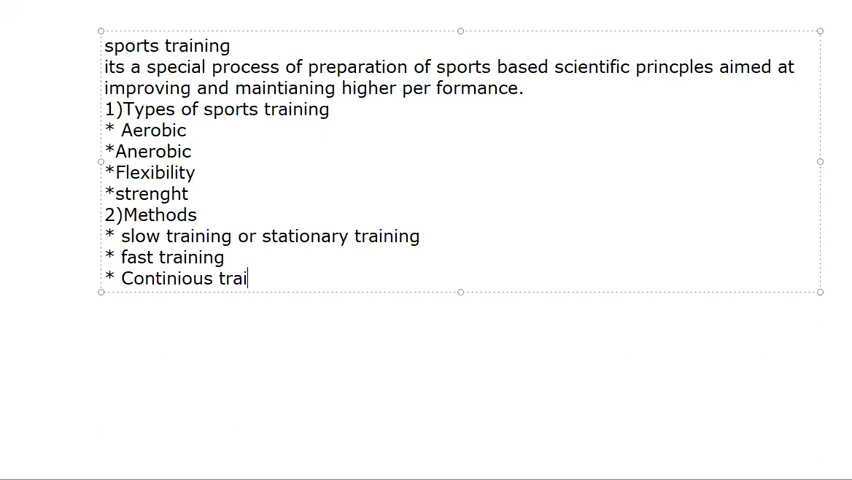 sports training
its a special process of preparation of sports based scientific princples aimed at
improving and maintianing higher per formance.
1)Types of sports training
* Aerobic
*Anerobic
*Flexibility
*strenght
2)Methods
* slow training or stationary training
* fast training
* Continious trai